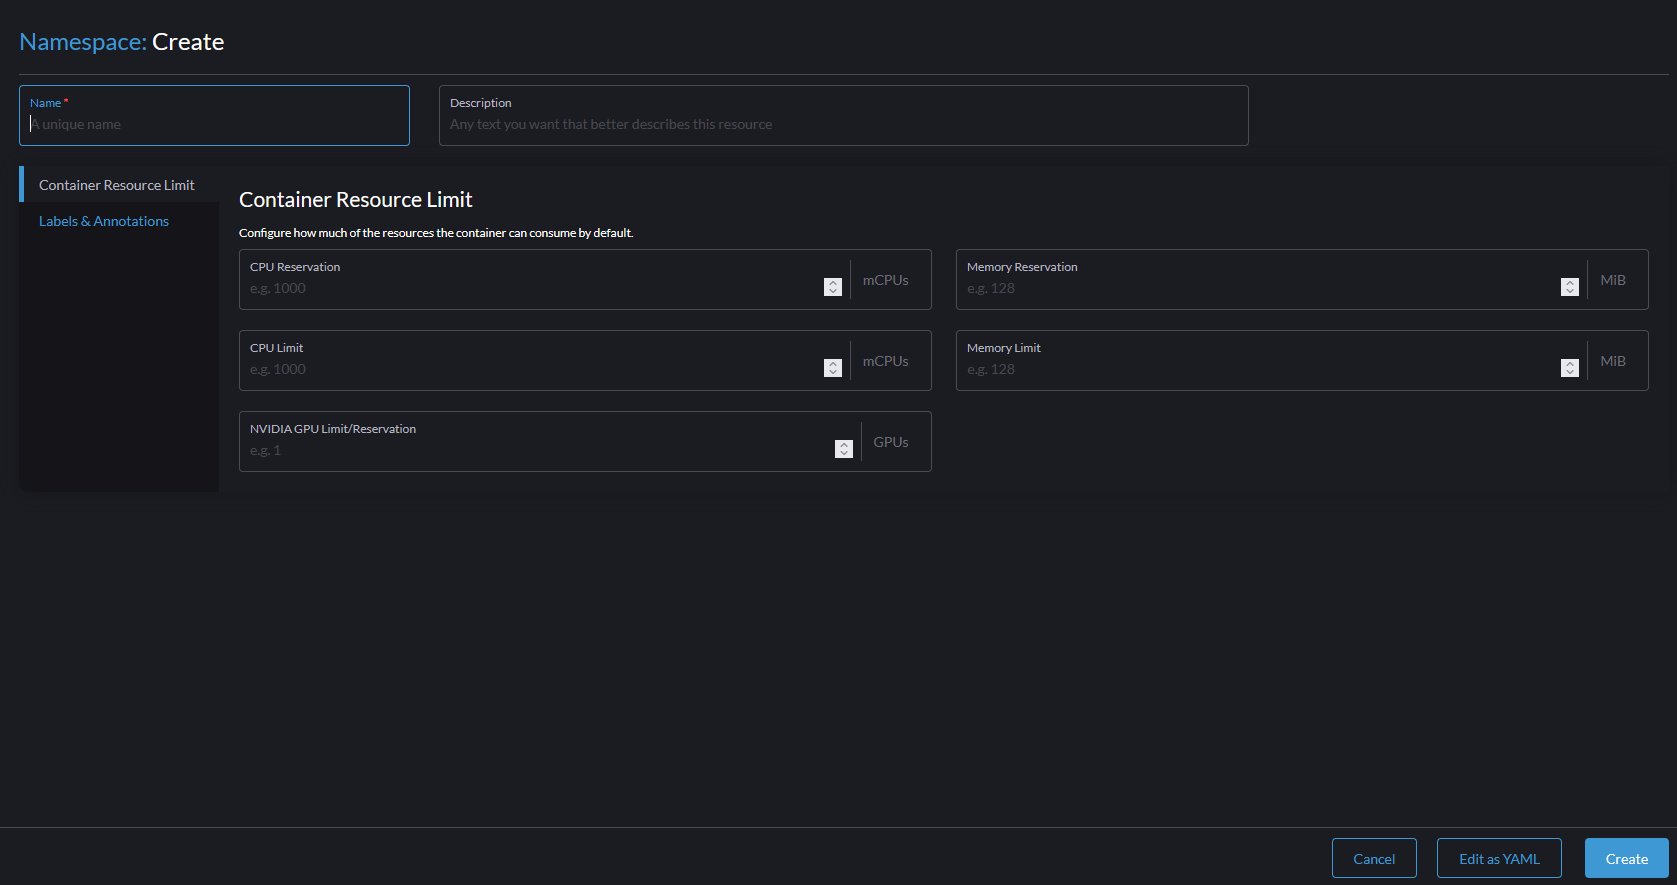 Namespace: Create
Name *
A unique name
Description
Any text you want that better describes this resource
Container Resource Limit
Labels & Annotations
Container Resource Limit
Configure how much of the resources the container can consume by default.
CPU Reservation
e.g. 1000
mCPUs
Memory Reservation
e.g. 128
MiB
CPU Limit
e.g. 1000
mCPUs
Memory Limit
e.g. 128
MiB
NVIDIA GPU Limit/Reservation
e.g. 1
GPUs
Cancel
Edit as YAML
Create